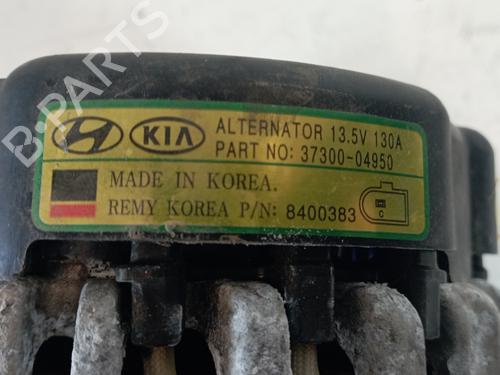 KIA
ALTERNATOR 13.5V 130A
PART NO: 37300-04950
MADE IN KOREA.
REMY KOREA P/N: 8400383
C
B-PARTS